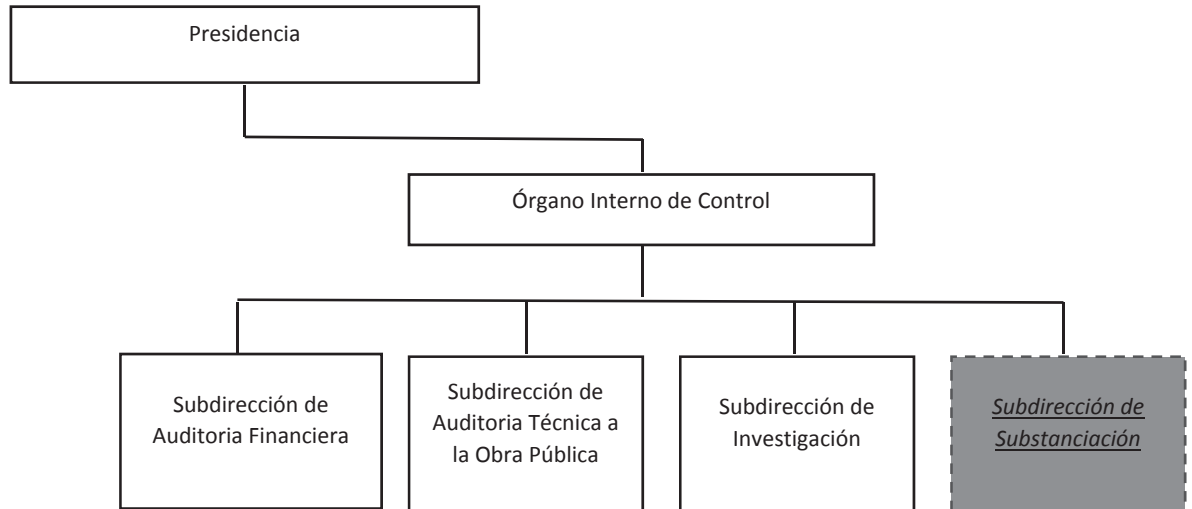 Presidencia
Órgano Interno de Control
Subdirección de
Auditoria Financiera
Subdirección de
Auditoria Técnica a
la Obra Pública
Subdirección de
Investigación
Subdirección de
Substanciación